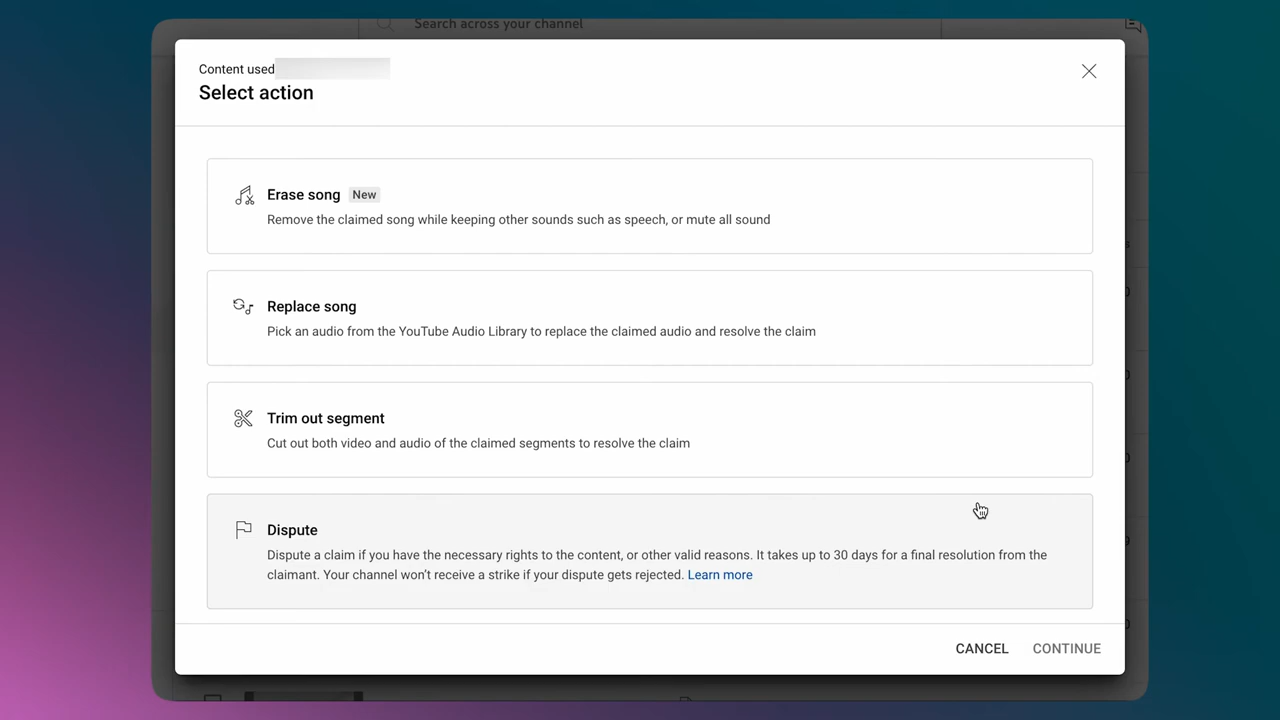 Search across your channel
Content used
Select action
Erase song New
Remove the claimed song while keeping other sounds such as speech, or mute all sound
Replace song
Pick an audio from the YouTube Audio Library to replace the claimed audio and resolve the claim
Trim out segment
Cut out both video and audio of the claimed segments to resolve the claim
Dispute
Dispute a claim if you have the necessary rights to the content, or other valid reasons. It takes up to 30 days for a final resolution from the
claimant. Your channel won’t receive a strike if your dispute gets rejected. Learn more
CANCEL CONTINUE